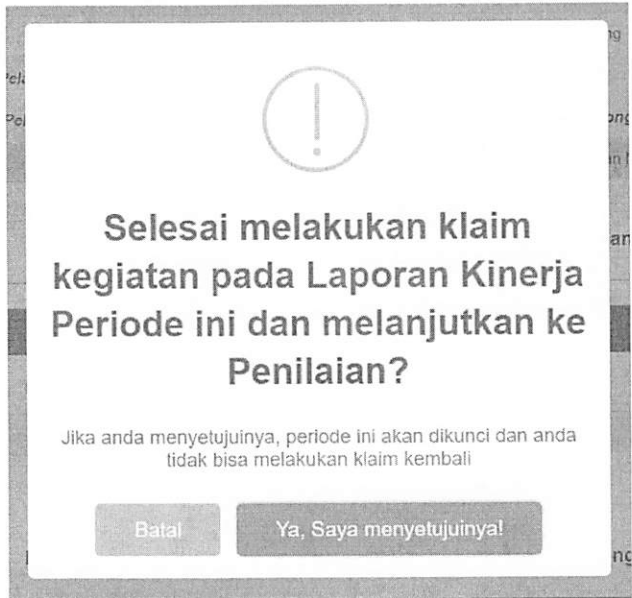 Selesai melakukan klaim
kegiatan pada Laporan Kinerja
Periode ini dan melanjutkan ke
Penilaian?
Jika anda menyetujuinya, periode ini akan dikunci dan anda
tidak bisa melakukan klaim kembali
Batal
Ya, Saya menyetujuinya!